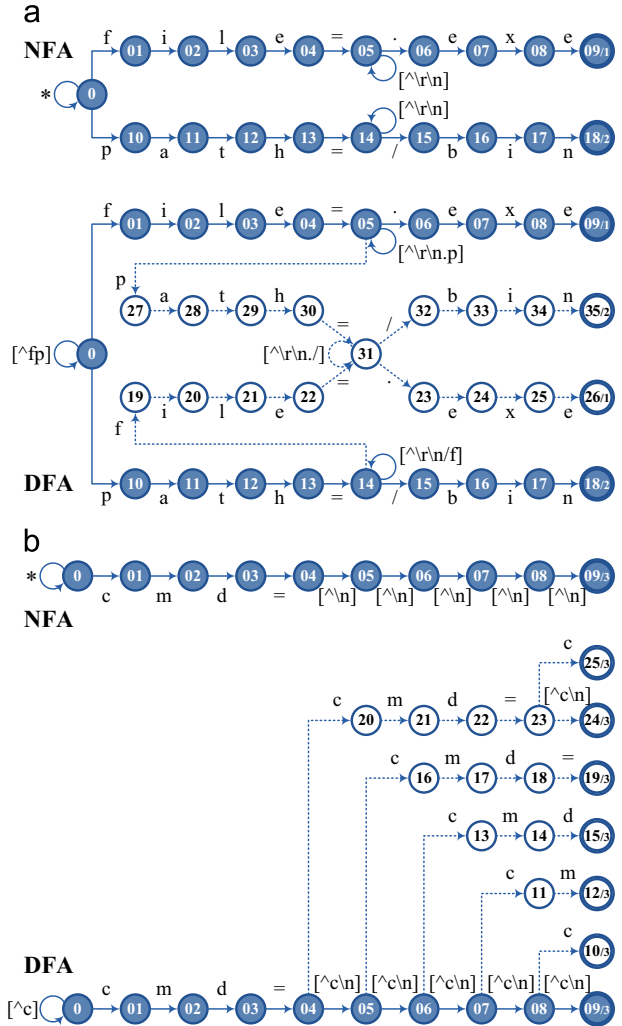 a
f i l e = . e x e
NFA 01 02 03 04 05 06 07 08 09/1
[^\r\n]
* 0
[^\r\n]
10 11 12 13 14 15 16 17 18/2
p a t h = / b i n
f i l e = . e x e
01 02 03 04 05 06 07 08 09/1
[^\r\n.p]
p a t h / b i n
27 28 29 30 32 33 34 35/2
=
[^fp] 0 [^\r\n./] 31
= .
19 20 21 22 23 24 25 26/1
f i l e e x e
[^\r\n/f]
DFA 10 11 12 13 14 15 16 17 18/2
p a t h = / b i n
b
* 0 01 02 03 04 05 06 07 08 09/3
c m d = [^\n] [^\n] [^\n] [^\n] [^\n]
NFA
c
25/3
c m d = [^c\n]
20 21 22 23 24/3
c m d =
16 17 18 19/3
c m d
13 14 15/3
c m
11 12/3
c
10/3
DFA
c m d = [^c\n] [^c\n] [^c\n] [^c\n] [^c\n]
[^c] 0 01 02 03 04 05 06 07 08 09/3